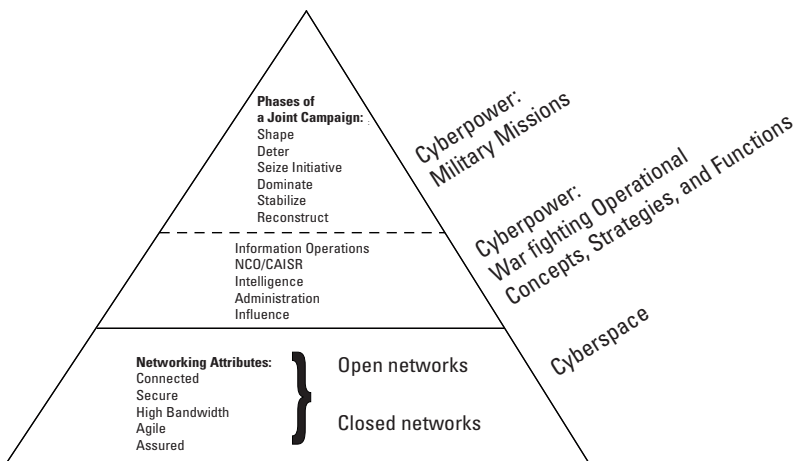 Phases of
a Joint Campaign:
Shape
Deter
Seize Initiative
Dominate
Stabilize
Reconstruct
Cyberpower:
Military Missions
Information Operations
NCO/CAISR
Intelligence
Administration
Influence
Cyberpower:
War fighting Operational
Concepts, Strategies, and Functions
Networking Attributes:
Connected
Secure
High Bandwidth
Agile
Assured
Open networks
Closed networks
Cyberspace